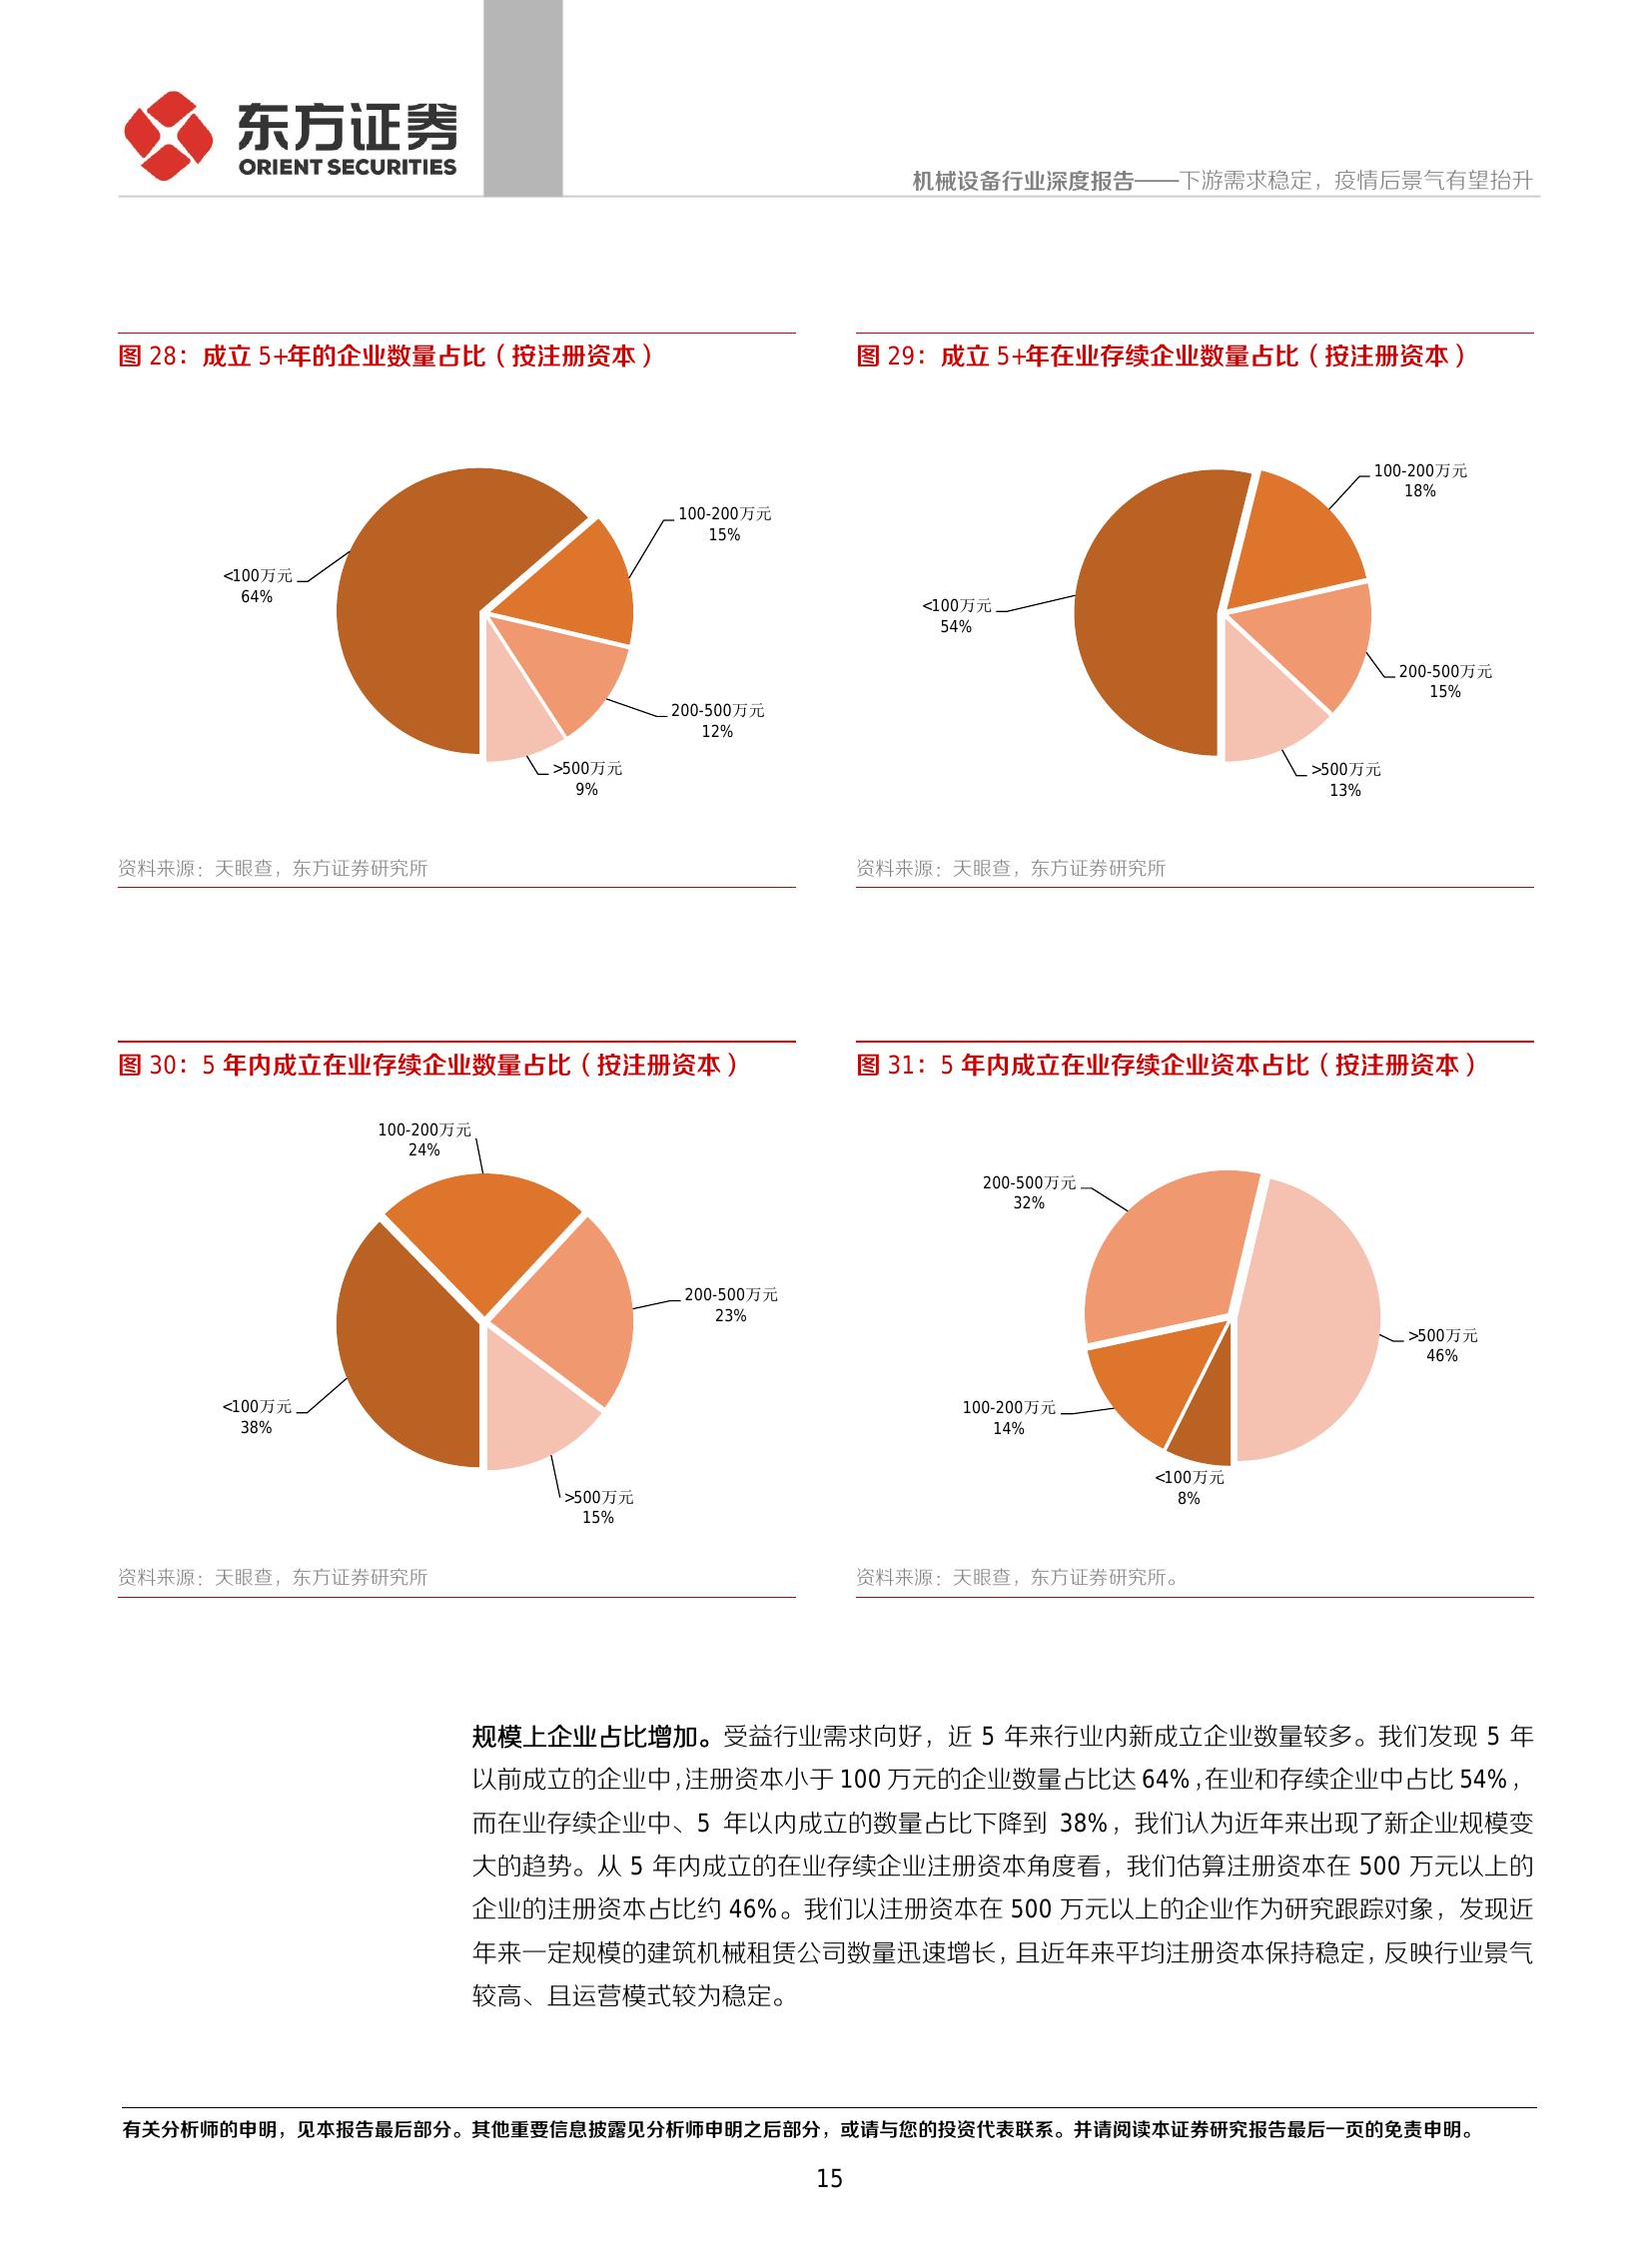 东方证券
ORIENT SECURITIES
机械设备行业深度报告——下游需求稳定，疫情后景气有望抬升
图 28：成立 5+年的企业数量占比（按注册资本）
<100万元
64%
100-200万元
15%
200-500万元
12%
>500万元
9%
资料来源：天眼查，东方证券研究所
图 29：成立 5+年在业存续企业数量占比（按注册资本）
<100万元
54%
100-200万元
18%
200-500万元
15%
>500万元
13%
资料来源：天眼查，东方证券研究所
图 30：5 年内成立在业存续企业数量占比（按注册资本）
100-200万元
24%
200-500万元
23%
<100万元
38%
>500万元
15%
资料来源：天眼查，东方证券研究所
图 31：5 年内成立在业存续企业资本占比（按注册资本）
200-500万元
32%
>500万元
46%
100-200万元
14%
<100万元
8%
资料来源：天眼查，东方证券研究所。
规模上企业占比增加。受益行业需求向好，近 5 年来行业内新成立企业数量较多。我们发现 5 年
以前成立的企业中，注册资本小于 100 万元的企业数量占比达 64%，在业和存续企业中占比 54%，
而在业存续企业中、5 年以内成立的数量占比下降到 38%，我们认为近年来出现了新企业规模变
大的趋势。从 5 年内成立的在业存续企业注册资本角度看，我们估算注册资本在 500 万元以上的
企业的注册资本占比约 46%。我们以注册资本在 500 万元以上的企业作为研究跟踪对象，发现近
年来一定规模的建筑机械租赁公司数量迅速增长，且近年来平均注册资本保持稳定，反映行业景气
较高、且运营模式较为稳定。
有关分析师的申明，见本报告最后部分。其他重要信息披露见分析师申明之后部分，或请与您的投资代表联系。并请阅读本证券研究报告最后一页的免责申明。
15